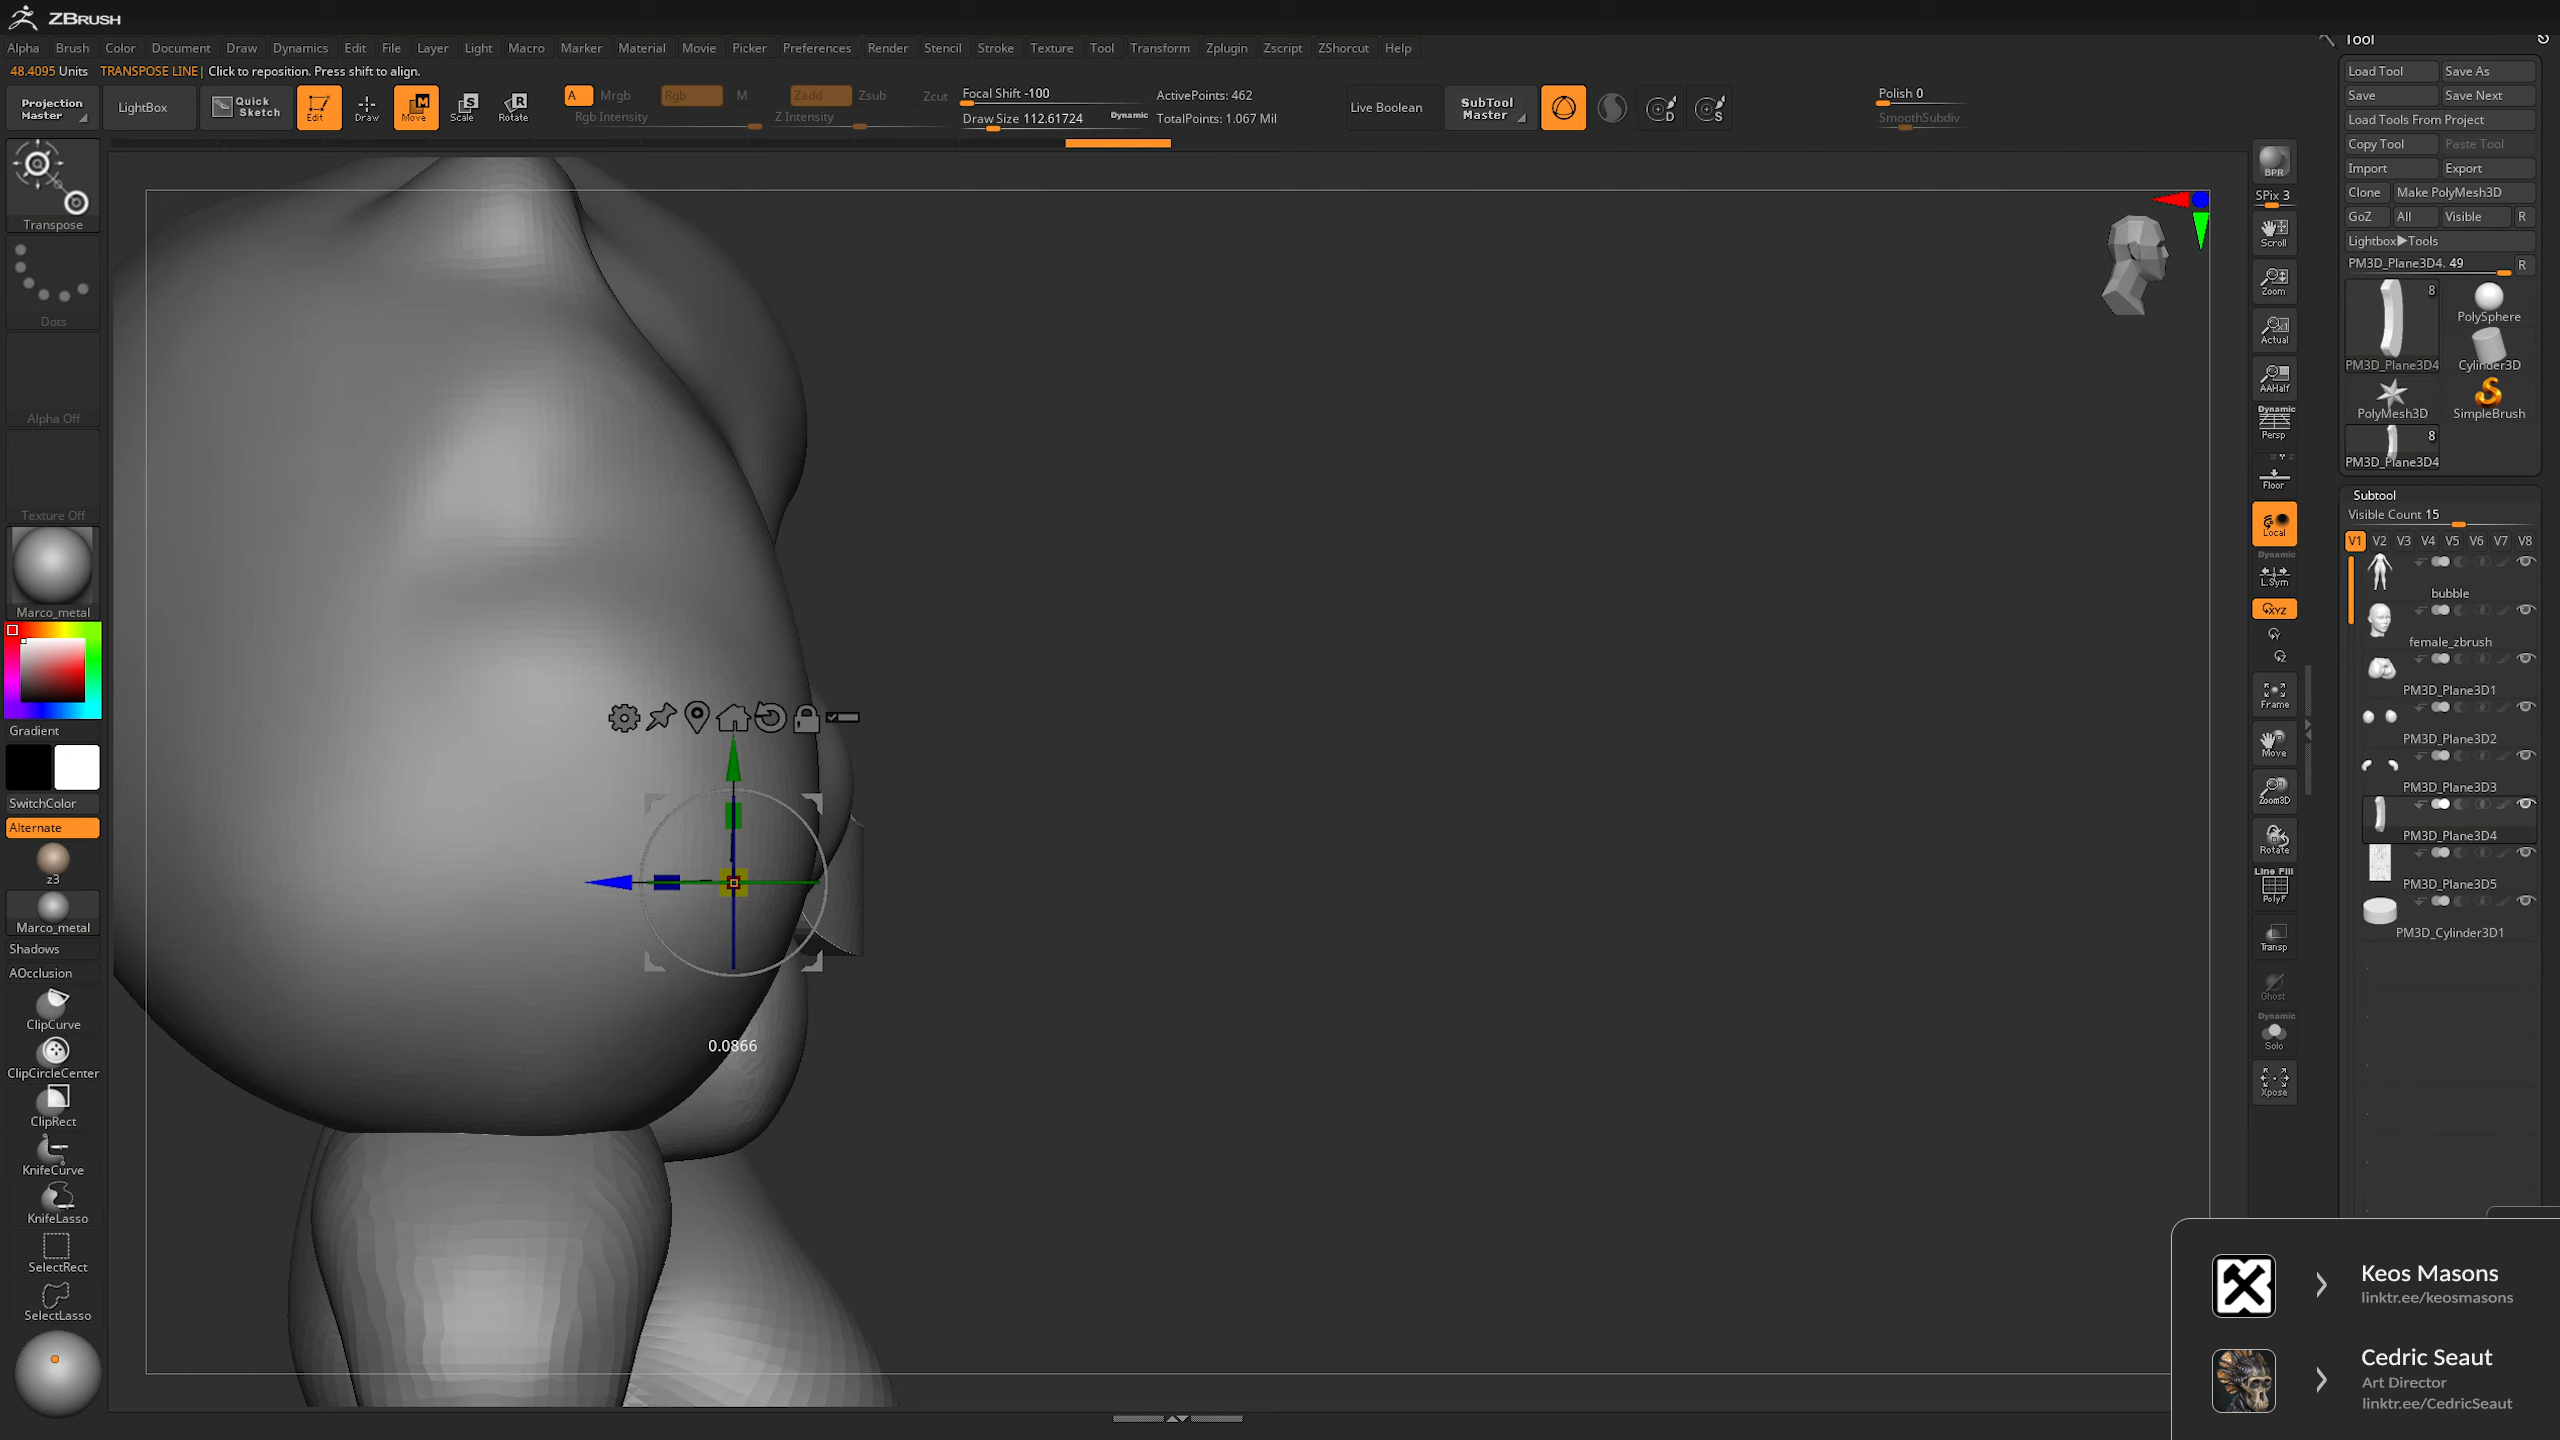 ZBRUSH
Alpha Brush Color Document Draw Dynamics Edit File Layer Light Macro Marker Material Movie Picker Preferences Render Stencil Stroke Texture Tool Transform Zplugin Zscript ZShorcut Help
48.4095 Units TRANSPOSE LINE| Click to reposition. Press shift to align.
Projection Master
LightBox
Quick Sketch
Edit
Draw
Move
Scale
Rotate
A Mrgb Rgb M Zadd Zsub Zcut
Rgb Intensity Z Intensity
Focal Shift -100
Draw Size 112.61724 Dynamic
ActivePoints: 462
TotalPoints: 1.067 Mil
Live Boolean
SubTool Master
D
S
Polish 0
SmoothSubdiv
Transpose
Dots
Alpha Off
Texture Off
Marco_metal
Gradient
SwitchColor
Alternate
z3
Marco_metal
Shadows
AOcclusion
ClipCurve
ClipCircleCenter
ClipRect
KnifeCurve
KnifeLasso
SelectRect
SelectLasso
0.0866
BPR
SPix 3
Scroll
Zoom
Actual
AAHalf
Dynamic
Persp
Floor
Local
Dynamic
L.Sym
XYZ
Y
Z
Frame
Move
Zoom3D
Rotate
Line Fill
PolyF
Transp
Ghost
Dynamic
Solo
Xpose
Tool
Load Tool Save As
Save Save Next
Load Tools From Project
Copy Tool Paste Tool
Import Export
Clone Make PolyMesh3D
GoZ All Visible R
Lightbox▶Tools
PM3D_Plane3D4. 49 R
8
PM3D_Plane3D4
PolySphere
Cylinder3D
PolyMesh3D
SimpleBrush
8
PM3D_Plane3D4
Subtool
Visible Count 15
V1 V2 V3 V4 V5 V6 V7 V8
bubble
female_zbrush
PM3D_Plane3D1
PM3D_Plane3D2
PM3D_Plane3D3
PM3D_Plane3D4
PM3D_Plane3D5
PM3D_Cylinder3D1
Keos Masons
linktr.ee/keosmasons
Cedric Seaut
Art Director
linktr.ee/CedricSeaut